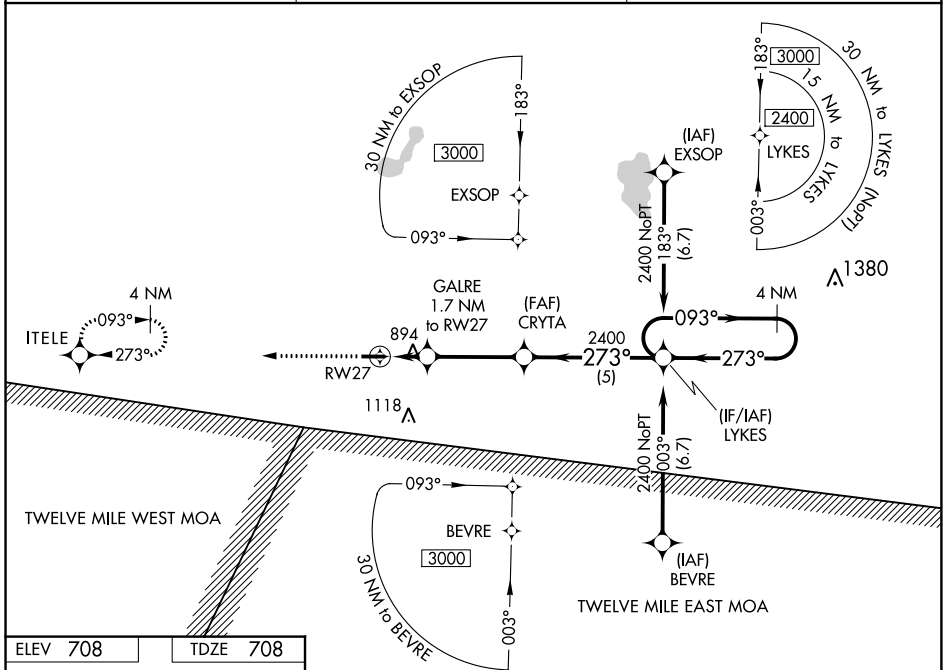 30 NM to EXSOP
3000
183°
EXSOP
093°
183°
3000
15 NM to LYKES
30 NM to LYKES (NoPT)
2400
LYKES
003°
(IAF)
EXSOP
2400 NoPT
183°
(6.7)
1380
4 NM
093°
273°
ITELE
GALRE
1.7 NM
to RW27
(FAF)
CRYTA
894
RW27
2400
273°
(5)
4 NM
093°
273°
(IF/IAF)
LYKES
1118
2400 NoPT
003°
(6.7)
TWELVE MILE WEST MOA
093°
BEVRE
3000
30 NM to BEVRE
003°
(IAF)
BEVRE
TWELVE MILE EAST MOA
ELEV 708
TDZE 708